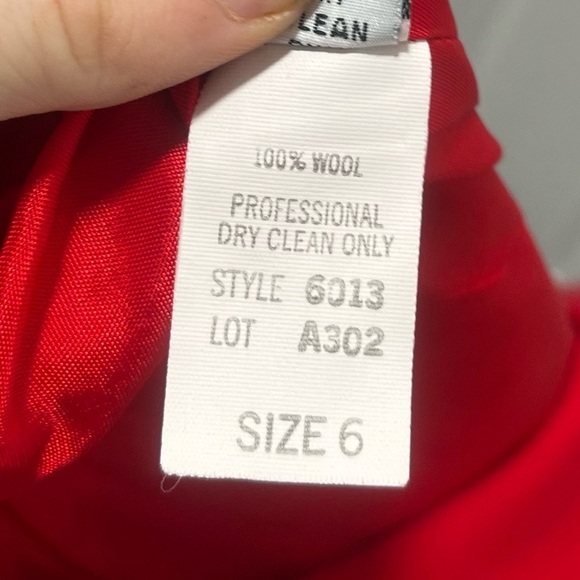 LEAN
100% WOOL
PROFESSIONAL
DRY CLEAN ONLY
STYLE 6013
LOT A302
SIZE 6